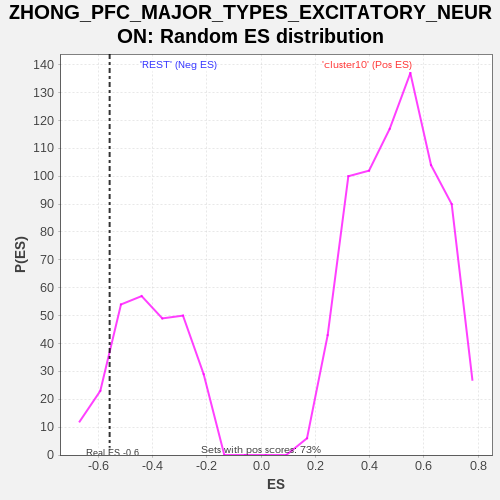 ZHONG_PFC_MAJOR_TYPES_EXCITATORY_NEUR
ON: Random ES distribution
'REST' (Neg ES)
'cluster10' (Pos ES)
140
130
120
110
100
90
80
70
60
50
40
30
20
10
0
P(ES)
Real ES -0.6
Sets with pos scores: 73%
-0.6 -0.4 -0.2 0.0 0.2 0.4 0.6 0.8
ES